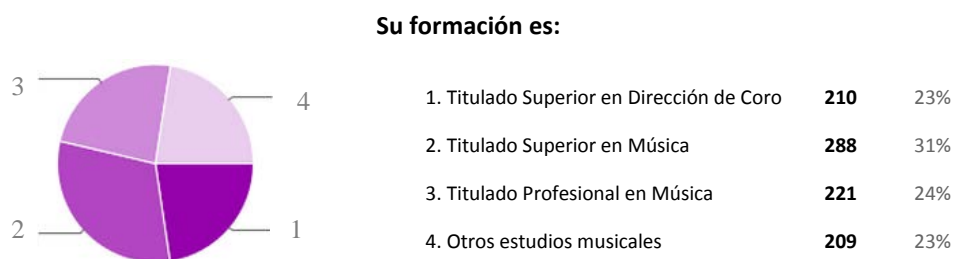 Su formación es:
3
4
2
1
1. Titulado Superior en Dirección de Coro 210 23%
2. Titulado Superior en Música 288 31%
3. Titulado Profesional en Música 221 24%
4. Otros estudios musicales 209 23%